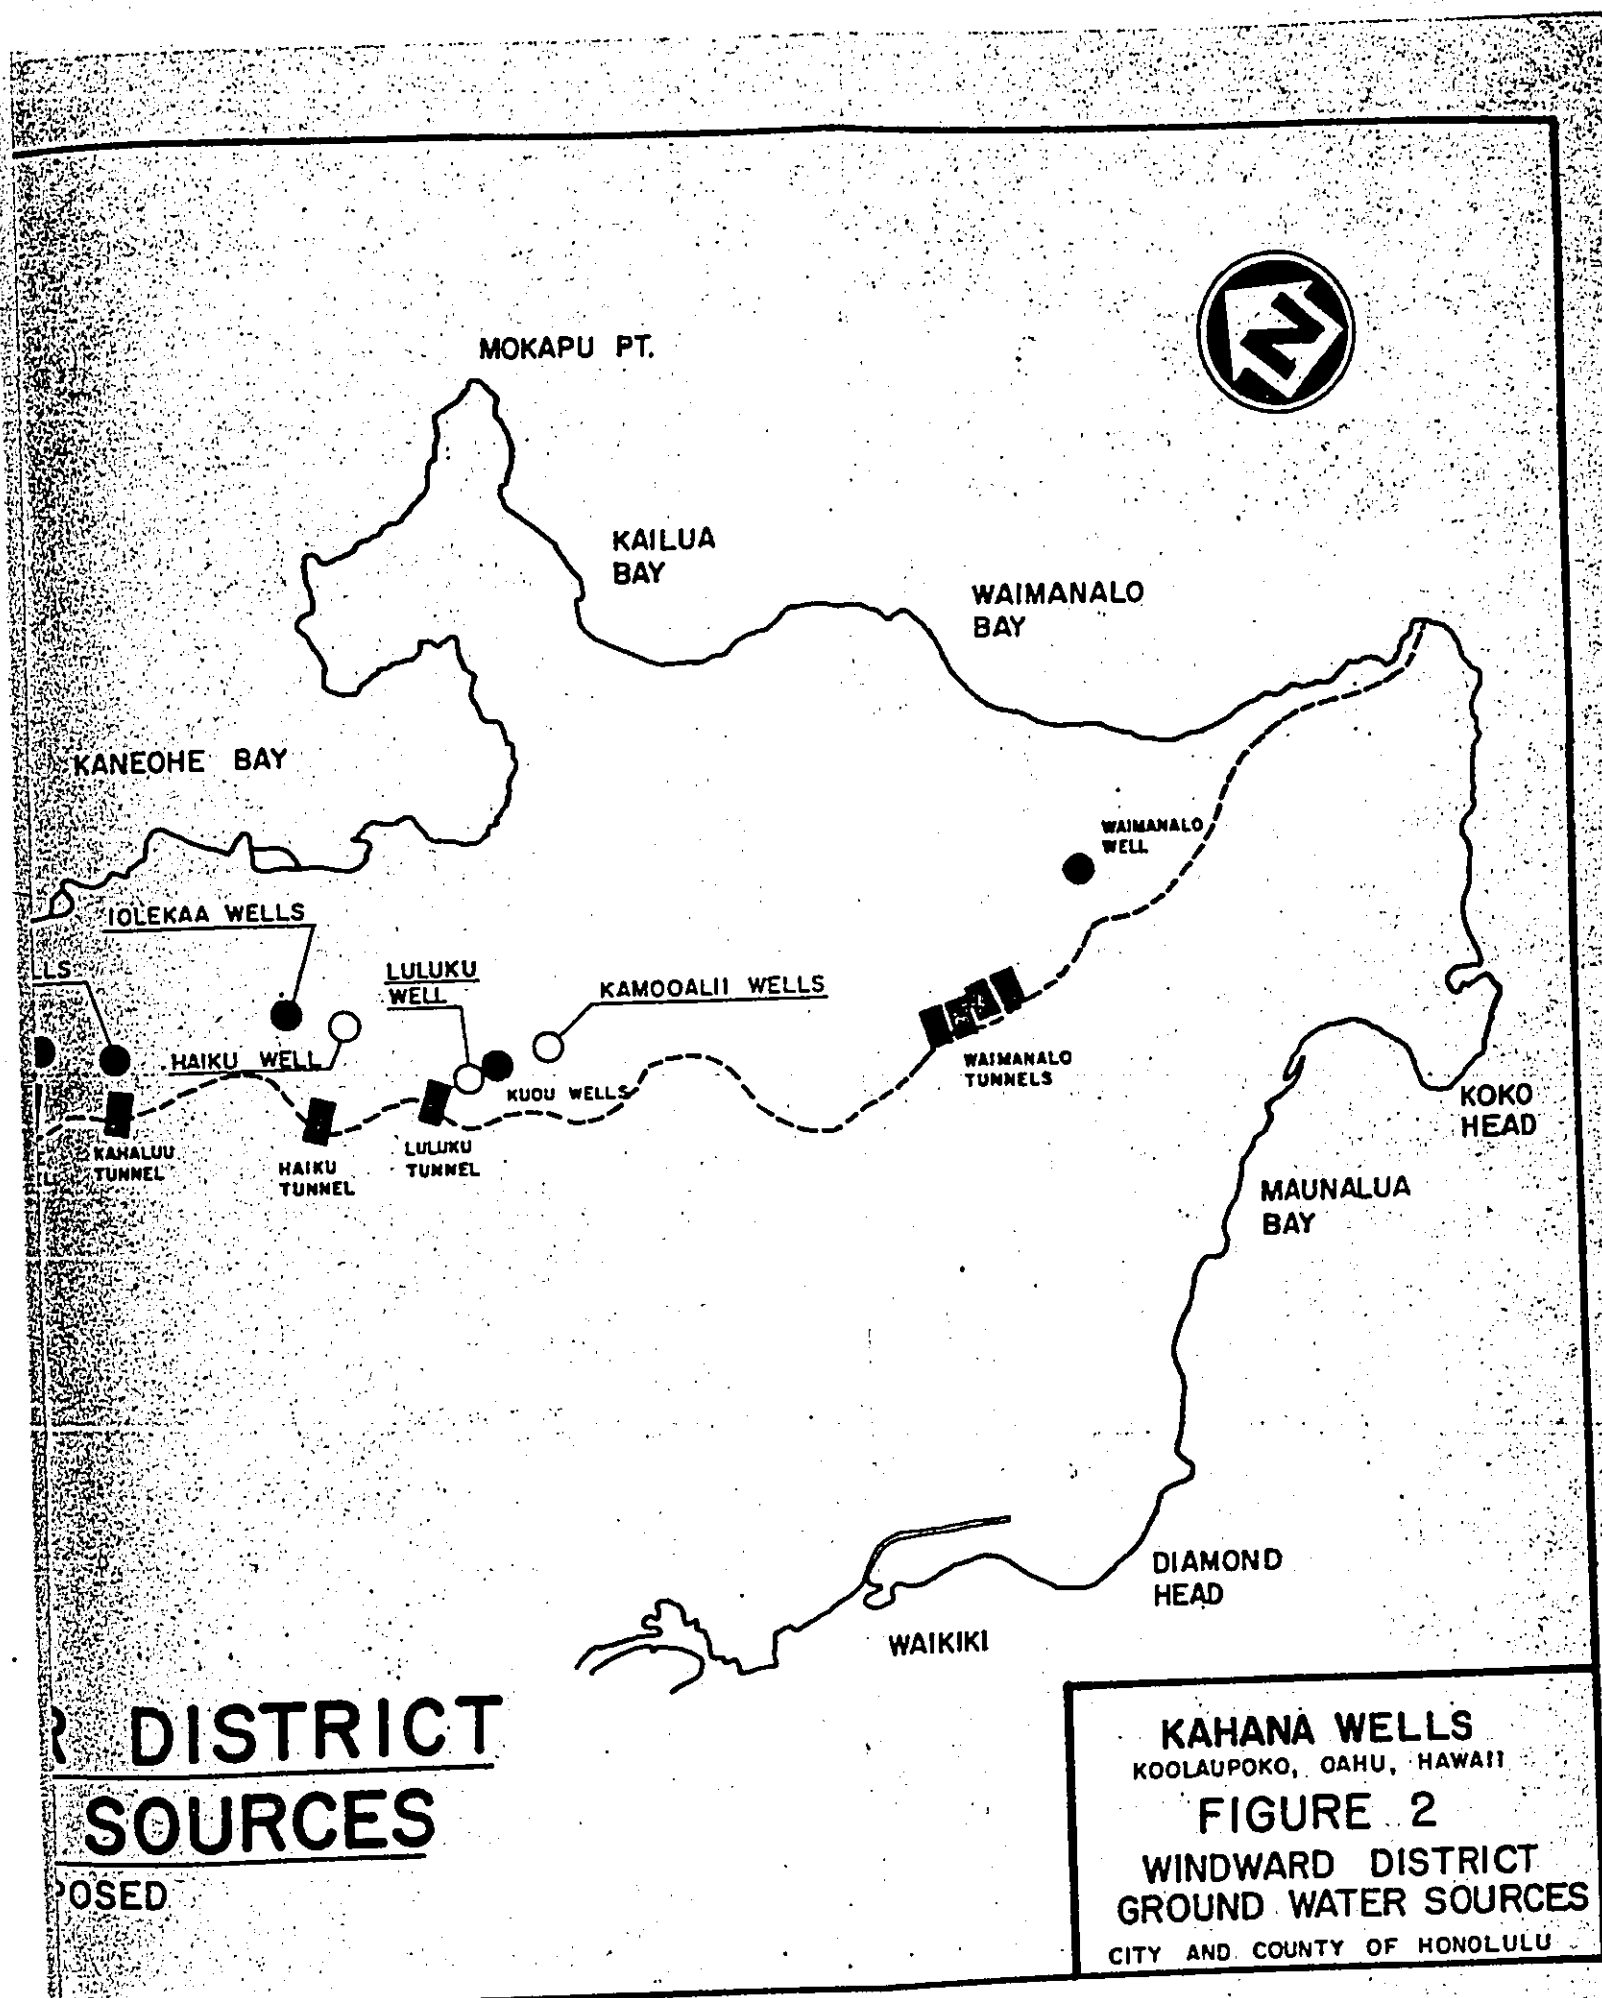 N
MOKAPU PT.
KAILUA
BAY
WAIMANALO
BAY
KANEOHE BAY
WAIMANALO
WELL
IOLEKAA WELLS
LLS
LULUKU
WELL
KAMOOALII WELLS
HAIKU WELL
KUOU WELLS
WAIMANALO
TUNNELS
KAHALUU
TUNNEL
HAIKU
TUNNEL
LULUKU
TUNNEL
KOKO
HEAD
MAUNALUA
BAY
DIAMOND
HEAD
WAIKIKI
R DISTRICT
SOURCES
POSED
KAHANA WELLS
KOOLAUPOKO, OAHU, HAWAII
FIGURE 2
WINDWARD DISTRICT
GROUND WATER SOURCES
CITY AND COUNTY OF HONOLULU